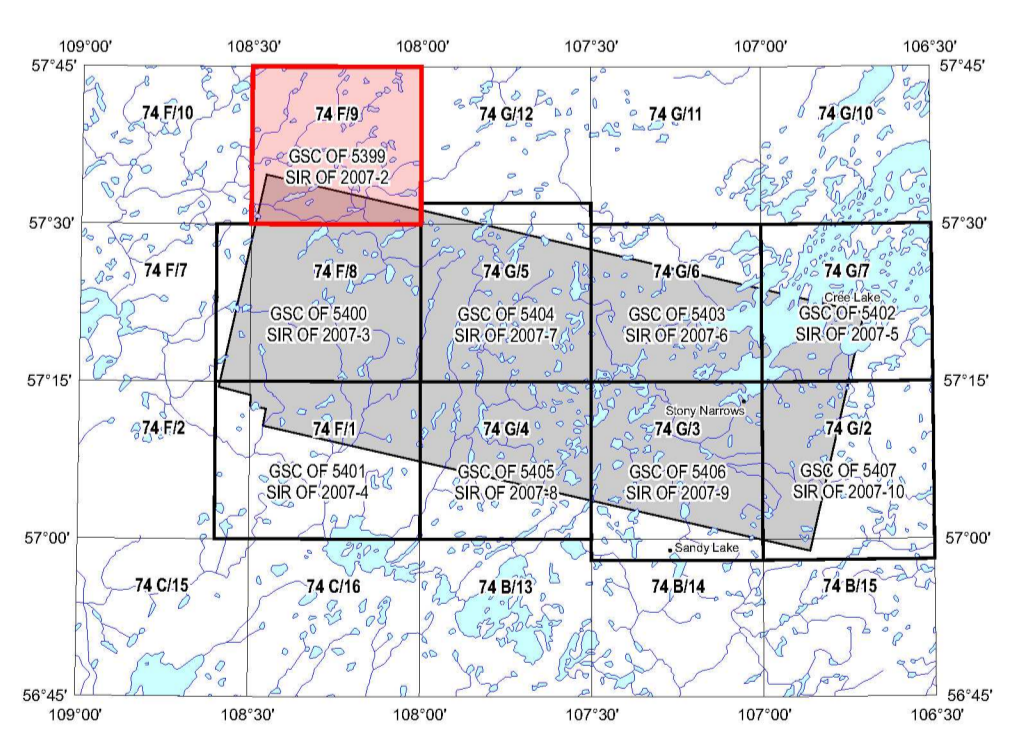 109°00' 108°30' 108°00' 107°30' 107°00' 106°30'
57°45' 57°45'
74 F/10 74 F/9 74 G/12 74 G/11 74 G/10
GSC OF 5399
SIR OF 2007-2
57°30' 57°30'
74 F/7 74 F/8 74 G/5 74 G/6 74 G/7
Cree Lake
GSC OF 5400 GSC OF 5404 GSC OF 5403 GSC OF 5402
SIR OF 2007-3 SIR OF 2007-7 SIR OF 2007-6 SIR OF 2007-5
57°15' 57°15'
Stony Narrows
74 F/2 74 F/1 74 G/4 74 G/3 74 G/2
GSC OF 5401 GSC OF 5405 GSC OF 5406 GSC OF 5407
SIR OF 2007-4 SIR OF 2007-8 SIR OF 2007-9 SIR OF 2007-10
57°00' 57°00'
Sandy Lake
74 C/15 74 C/16 74 B/13 74 B/14 74 B/15
56°45' 56°45'
109°00' 108°30' 108°00' 107°30' 107°00' 106°30'